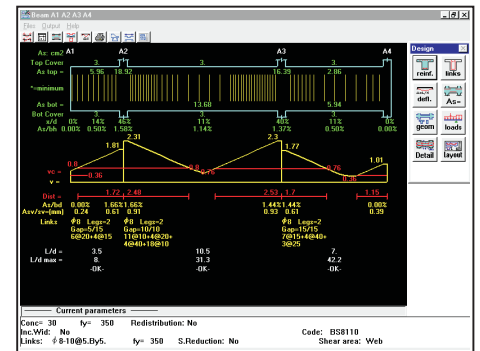 Beam A1 A2 A3 A4
Files Output Help
As: cm2 A1 A2 A3 A4
Top Cover 3. 3. 3.
As top = 5.96 18.92 16.39 2.86
*=minimum
As bot = 13.68 5.94
Bot Cover 3. 3. 3.
x/d 0% 14% 46% 11% 40% 11% 0%
As/bh 0.00% 0.50% 1.58% 1.14% 1.37% 0.50% 0.00%
2.31 2.3
1.81 1.77
1.01
vc = 0.8 0.8 0.76
0.36 0.36
v =
Dist = 1.72 2.48 2.53 1.7 1.15
As/bd 0.00% 1.66%1.66% 1.44%1.44% 0.00%
Asv/sv=(mm) 0.24 0.61 0.91 0.93 0.61 0.39
Links ϕ8 Legs=2 ϕ8 Legs=2 ϕ8 Legs=2
Gap=5/15 Gap=10/10 Gap=15/15
6@20+4@15 11@10+4@20+ 7@15+4@40+
4@40+18@10 3@25
L/d = 3.5 10.5 7.
L/d max = 8. 31.3 42.2
-OK- -OK- -OK-
Design
reinf. links
defl. As=
geom loads
Detail layout
Current parameters
Conc= 30 fy= 350 Redistribution: No
Inc.Wid: No Code: BS8110
Links: ϕ8-10@5.By5. fy= 350 S.Reduction: No Shear area: Web